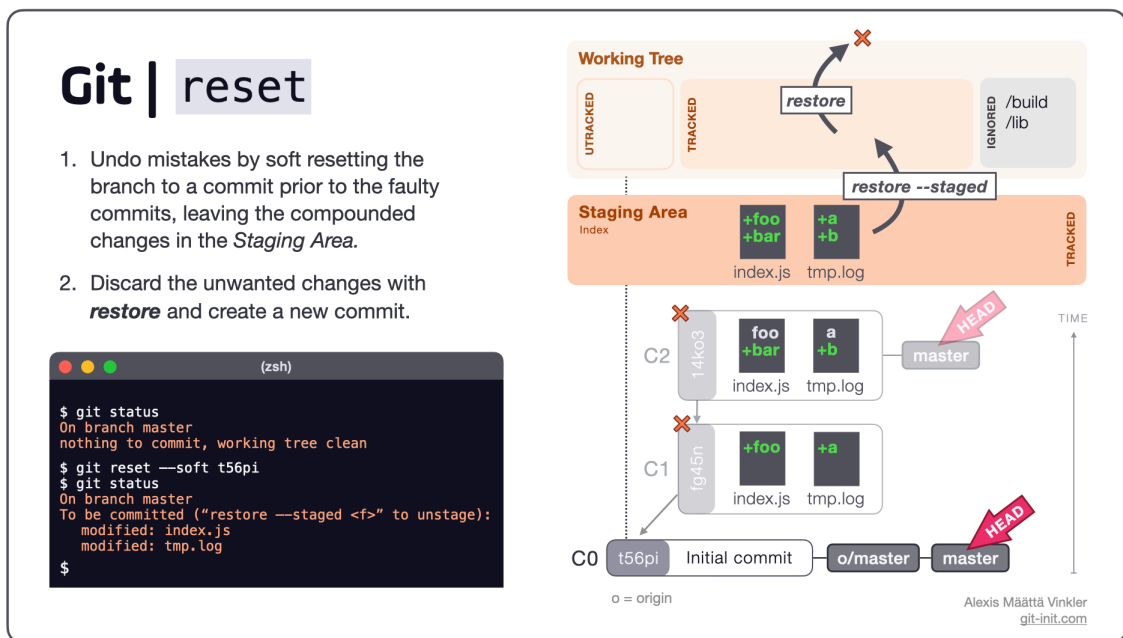 Git | reset
1. Undo mistakes by soft resetting the
branch to a commit prior to the faulty
commits, leaving the compounded
changes in the Staging Area.
2. Discard the unwanted changes with
restore and create a new commit.
(zsh)
$ git status
On branch master
nothing to commit, working tree clean
$ git reset --soft t56pi
$ git status
On branch master
To be committed (“restore --staged <f>” to unstage):
modified: index.js
modified: tmp.log
$
Working Tree
UTRACKED
TRACKED
restore
IGNORED
/build
/lib
restore --staged
Staging Area
Index
+foo
+bar
index.js
+a
+b
tmp.log
TRACKED
C2
14ko3
foo
+bar
index.js
a
+b
tmp.log
master
HEAD
TIME
C1
fg45n
+foo
index.js
+a
tmp.log
C0
t56pi
Initial commit
o/master
master
HEAD
o = origin
Alexis Määttä Vinkler
git-init.com